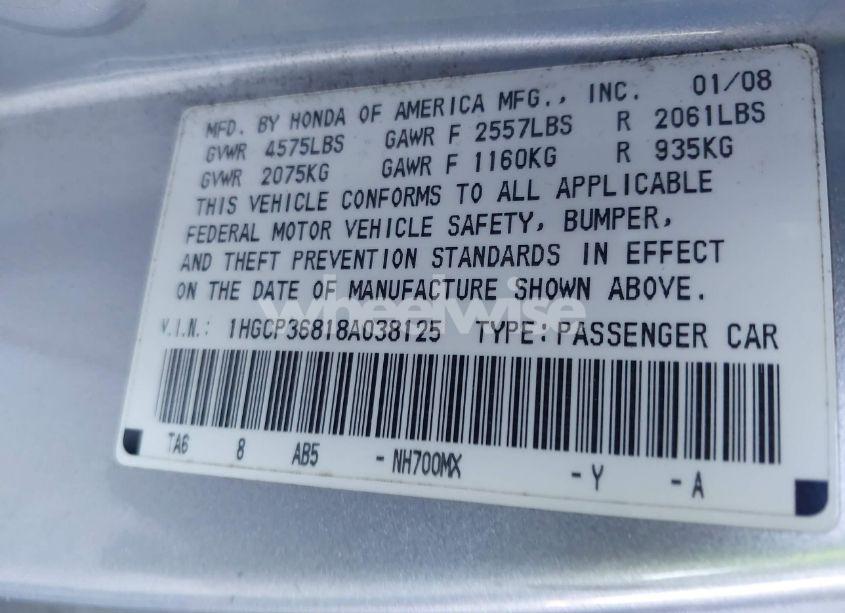 MFD. BY HONDA OF AMERICA MFG., INC. 01/08
GVWR 4575LBS GAWR F 2557LBS R 2061LBS
GVWR 2075KG GAWR F 1160KG R 935KG
THIS VEHICLE CONFORMS TO ALL APPLICABLE
FEDERAL MOTOR VEHICLE SAFETY, BUMPER,
AND THEFT PREVENTION STANDARDS IN EFFECT
ON THE DATE OF MANUFACTURE SHOWN ABOVE.
wheelwise
V.I.N.: 1HGCP36818A038125 TYPE: PASSENGER CAR
TA6 8 AB5 - NH700MX - Y - A